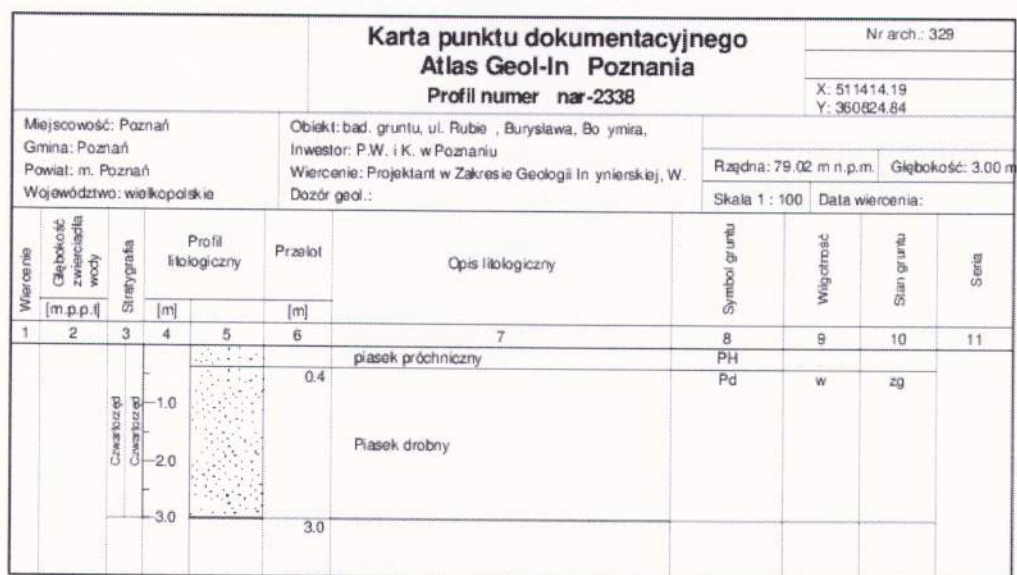 Karta punktu dokumentacyjnego
Atlas Geol-In Poznania
Profil numer nar-2338
Nr arch.: 329
X: 511414.19
Y: 360824.84
Miejscowość: Poznań
Gmina: Poznań
Powiat: m. Poznań
Województwo: wielkopolskie
Obiekt: bad. gruntu, ul. Rubie , Burysława, Bo ymira,
Inwestor: P.W. i K. w Poznaniu
Wiercenie: Projektant w Zakresie Geologii In ynierskiej, W.
Dozór geol.:
Rzędna: 79.02 m n.p.m. Głębokość: 3.00 m
Skala 1 : 100 Data wiercenia:
Wiercenie
Głębokość zwierciadła wody
[m.p.p.t]
Stratygrafia
Profil litologiczny
[m]
Przelot
[m]
Opis litologiczny
Symbol gruntu
Wilgotność
Stan gruntu
Seria
1 2 3 4 5 6 7 8 9 10 11
piasek próchniczny PH
0.4 Pd w zg
Czwartorzęd
Czwartorzęd
1.0
Piasek drobny
2.0
3.0
3.0